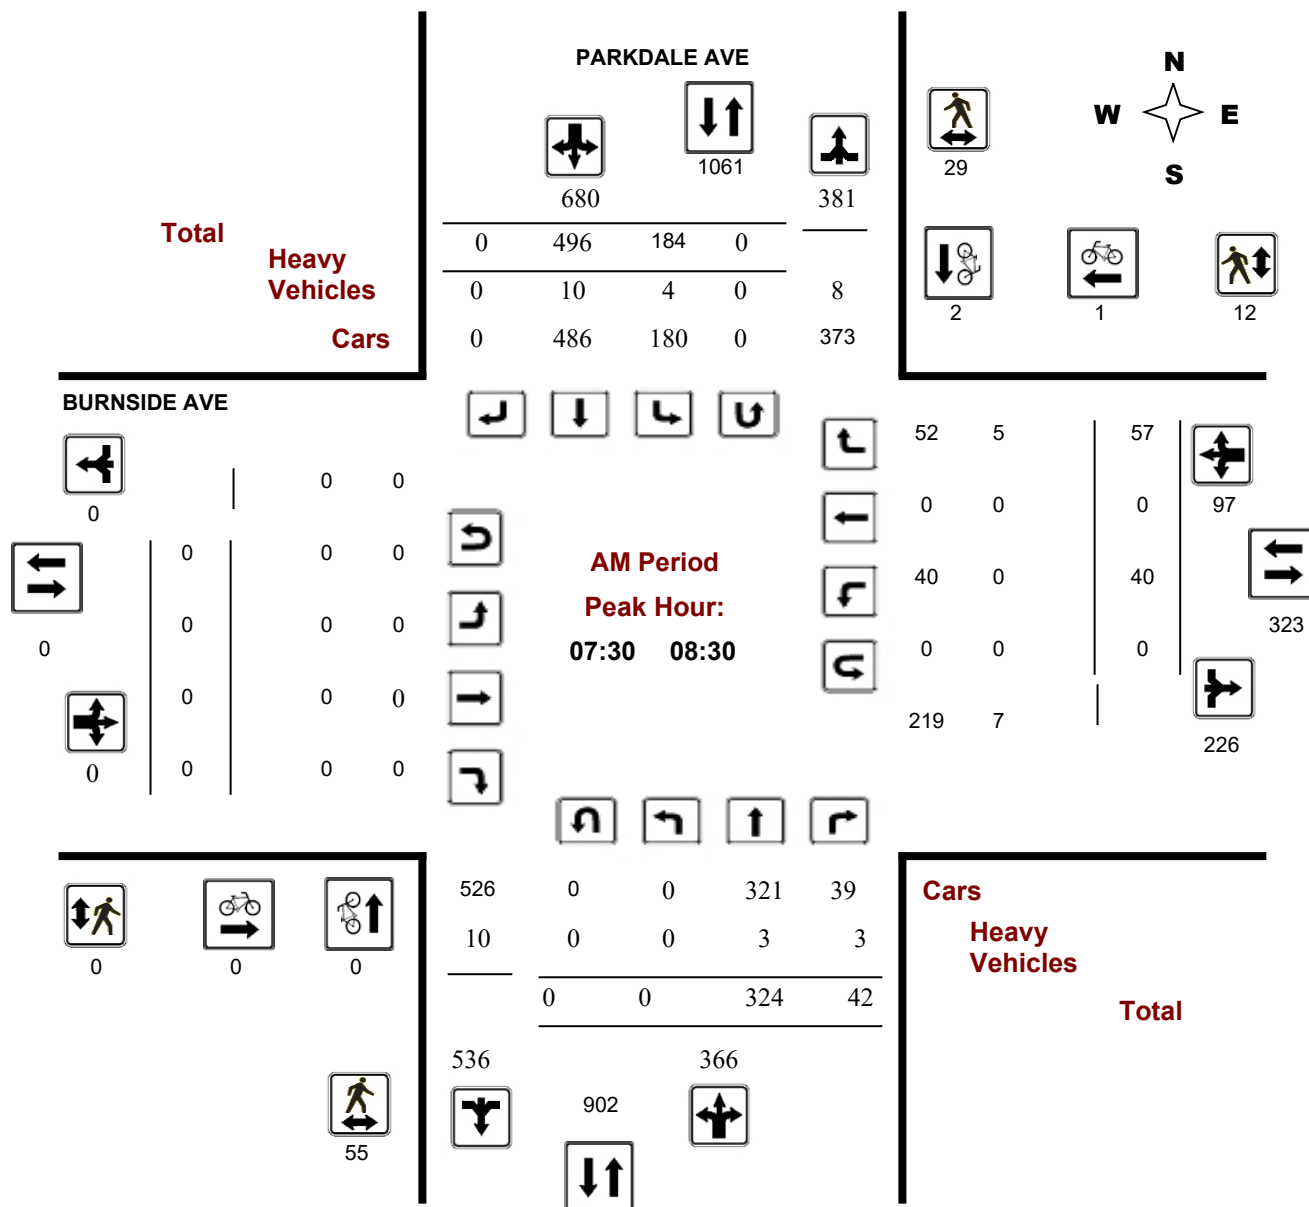 PARKDALE AVE
N
W E
S
1061
29
680 381
Total
0 496 184 0
Heavy
Vehicles
0 10 4 0 8
2 1 12
Cars
0 486 180 0 373
BURNSIDE AVE
52 5 57
0 0
0 0 0 0 97
0 0 0
AM Period
40 0 40
Peak Hour:
0 0 0
323
0
07:30 08:30
0 0 0
0 0 0
219 7
226
0 0 0 0
526 0 0 321 39
Cars
10 0 0 3 3
Heavy
Vehicles
0 0 0
0 0 324 42
Total
536 366
902
55